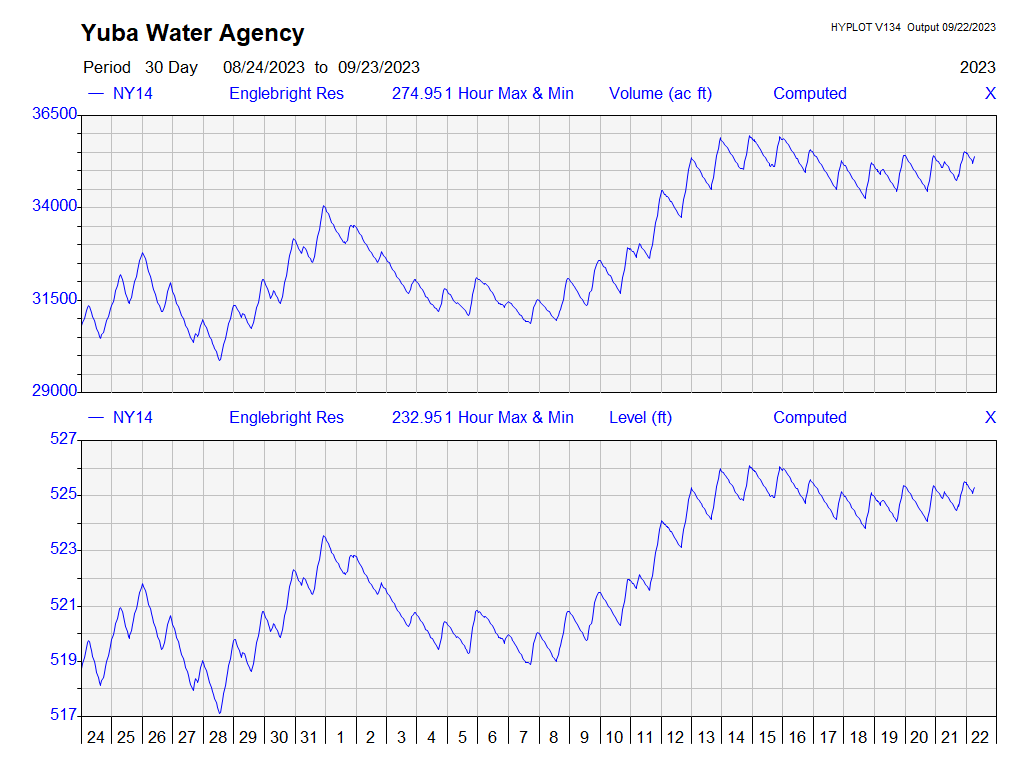 Yuba Water Agency
HYPLOT V134 Output 09/22/2023
Period 30 Day 08/24/2023 to 09/23/2023 2023
NY14 Englebright Res 274.951 Hour Max & Min Volume (ac ft) Computed X
36500
34000
31500
29000
NY14 Englebright Res 232.951 Hour Max & Min Level (ft) Computed X
527
525
523
521
519
517
24 25 26 27 28 29 30 31 1 2 3 4 5 6 7 8 9 10 11 12 13 14 15 16 17 18 19 20 21 22